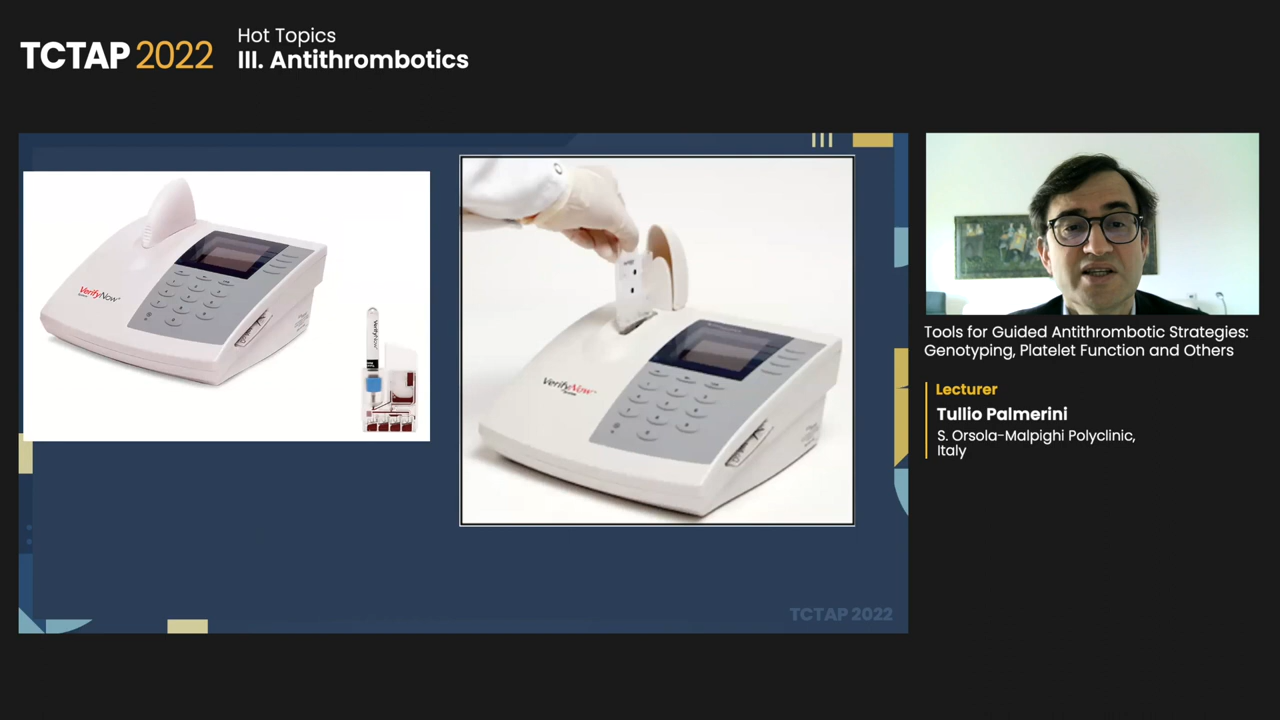 TCTAP 2022
Hot Topics
III. Antithrombotics
VerifyNow
VerifyNow
VerifyNow
TCTAP 2022
Tools for Guided Antithrombotic Strategies:
Genotyping, Platelet Function and Others
Lecturer
Tullio Palmerini
S. Orsola-Malpighi Polyclinic,
Italy